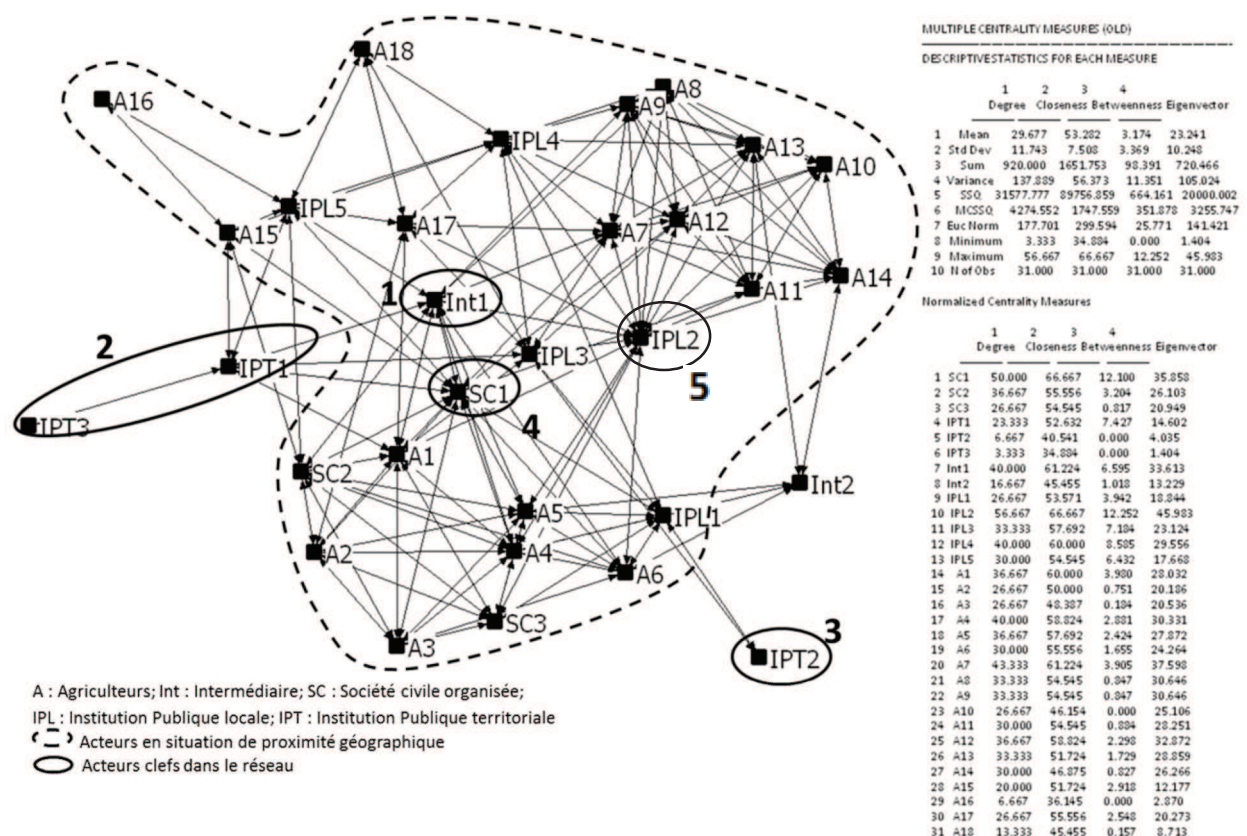 A18
A16
A8
A9
IPL4
A13
A10
IPL5
A17
A12
A15
A7
1
Int1
A11
A14
2
IPL2
IPL3
IPT1
SC1
5
IPT3
4
A1
SC2
Int2
A5
IPL1
A2
A4
A6
SC3
3
A3
IPT2
A : Agriculteurs; Int : Intermédiaire; SC : Société civile organisée;
IPL : Institution Publique locale; IPT : Institution Publique territoriale
Acteurs en situation de proximité géographique
Acteurs clefs dans le réseau
MULTIPLE CENTRALITY MEASURES (OLD)
DESCRIPTIVE STATISTICS FOR EACH MEASURE
1 2 3 4
Degree Closeness Betweenness Eigenvector
1 Mean 29.677 53.282 3.174 23.241
2 Std Dev 11.743 7.508 3.369 10.248
3 Sum 920.000 1651.753 98.391 720.466
4 Variance 137.889 56.373 11.351 105.024
5 SSQ 31577.777 89756.859 664.161 20000.002
6 MCSSQ 4274.552 1747.559 351.878 3255.747
7 Euc Norm 177.701 299.594 25.771 141.421
8 Minimum 3.333 34.884 0.000 1.404
9 Maximum 56.667 66.667 12.252 45.983
10 N of Obs 31.000 31.000 31.000 31.000
Normalized Centrality Measures
1 2 3 4
Degree Closeness Betweenness Eigenvector
1 SC1 50.000 66.667 12.100 35.858
2 SC2 36.667 55.556 3.204 26.103
3 SC3 26.667 54.545 0.817 20.949
4 IPT1 23.333 52.632 7.427 14.602
5 IPT2 6.667 40.541 0.000 4.035
6 IPT3 3.333 34.884 0.000 1.404
7 Int1 40.000 61.224 6.595 33.613
8 Int2 16.667 45.455 1.018 13.229
9 IPL1 26.667 53.571 3.942 18.844
10 IPL2 56.667 66.667 12.252 45.983
11 IPL3 33.333 57.692 7.184 23.124
12 IPL4 40.000 60.000 8.585 29.556
13 IPL5 30.000 54.545 6.432 17.668
14 A1 36.667 60.000 3.980 28.032
15 A2 26.667 50.000 0.751 20.186
16 A3 26.667 48.387 0.184 20.536
17 A4 40.000 58.824 2.881 30.331
18 A5 36.667 57.692 2.424 27.872
19 A6 30.000 55.556 1.655 24.264
20 A7 43.333 61.224 3.905 37.598
21 A8 33.333 54.545 0.847 30.646
22 A9 33.333 54.545 0.847 30.646
23 A10 26.667 46.154 0.000 25.106
24 A11 30.000 54.545 0.884 28.251
25 A12 36.667 58.824 2.298 32.872
26 A13 33.333 51.724 1.729 28.859
27 A14 30.000 46.875 0.827 26.266
28 A15 20.000 51.724 2.918 12.177
29 A16 6.667 36.145 0.000 2.870
30 A17 26.667 55.556 2.548 20.273
31 A18 13.333 45.455 0.157 8.713